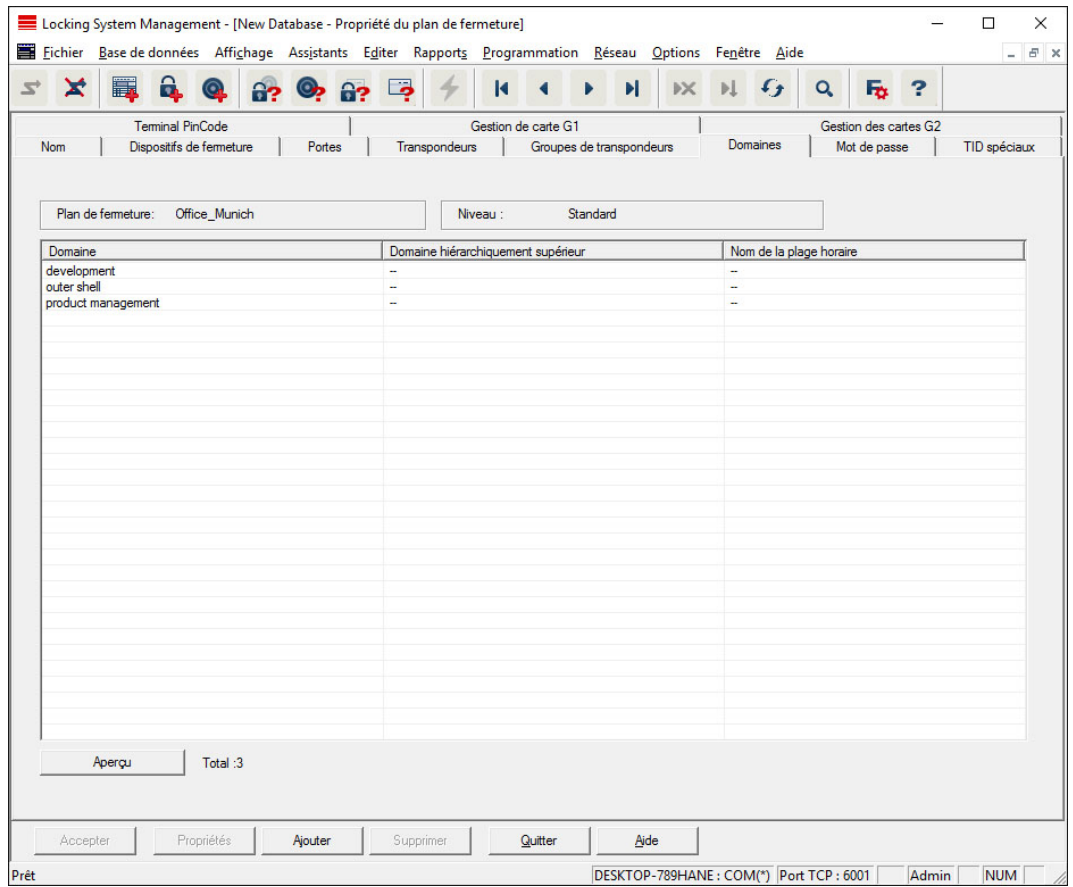 Locking System Management - [New Database - Propriété du plan de fermeture]
Fichier Base de données Affichage Assistants Editer Rapports Programmation Réseau Options Fenêtre Aide
Terminal PinCode Gestion de carte G1 Gestion des cartes G2
Nom Dispositifs de fermeture Portes Transpondeurs Groupes de transpondeurs Domaines Mot de passe TID spéciaux
Plan de fermeture: Office_Munich Niveau : Standard
Domaine Domaine hiérarchiquement supérieur Nom de la plage horaire
development -- --
outer shell -- --
product management -- --
Aperçu Total :3
Accepter Propriétés Ajouter Supprimer Quitter Aide
Prêt DESKTOP-789HANE : COM(*) Port TCP : 6001 Admin NUM